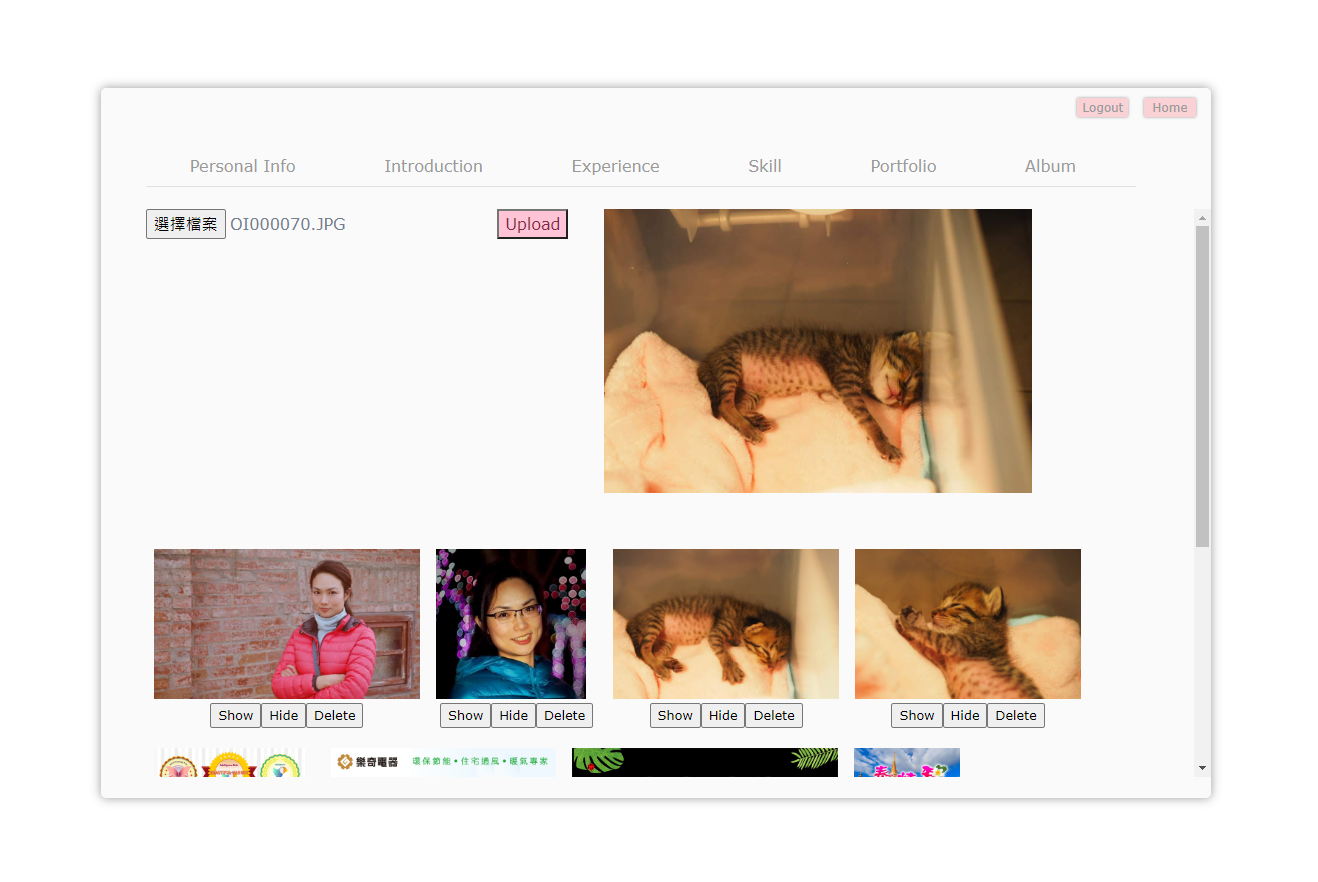 Logout Home
Personal Info Introduction Experience Skill Portfolio Album
選擇檔案 OI000070.JPG Upload
Show Hide Delete Show Hide Delete Show Hide Delete Show Hide Delete
樂奇電器 環保節能•住宅通風•暖氣專家